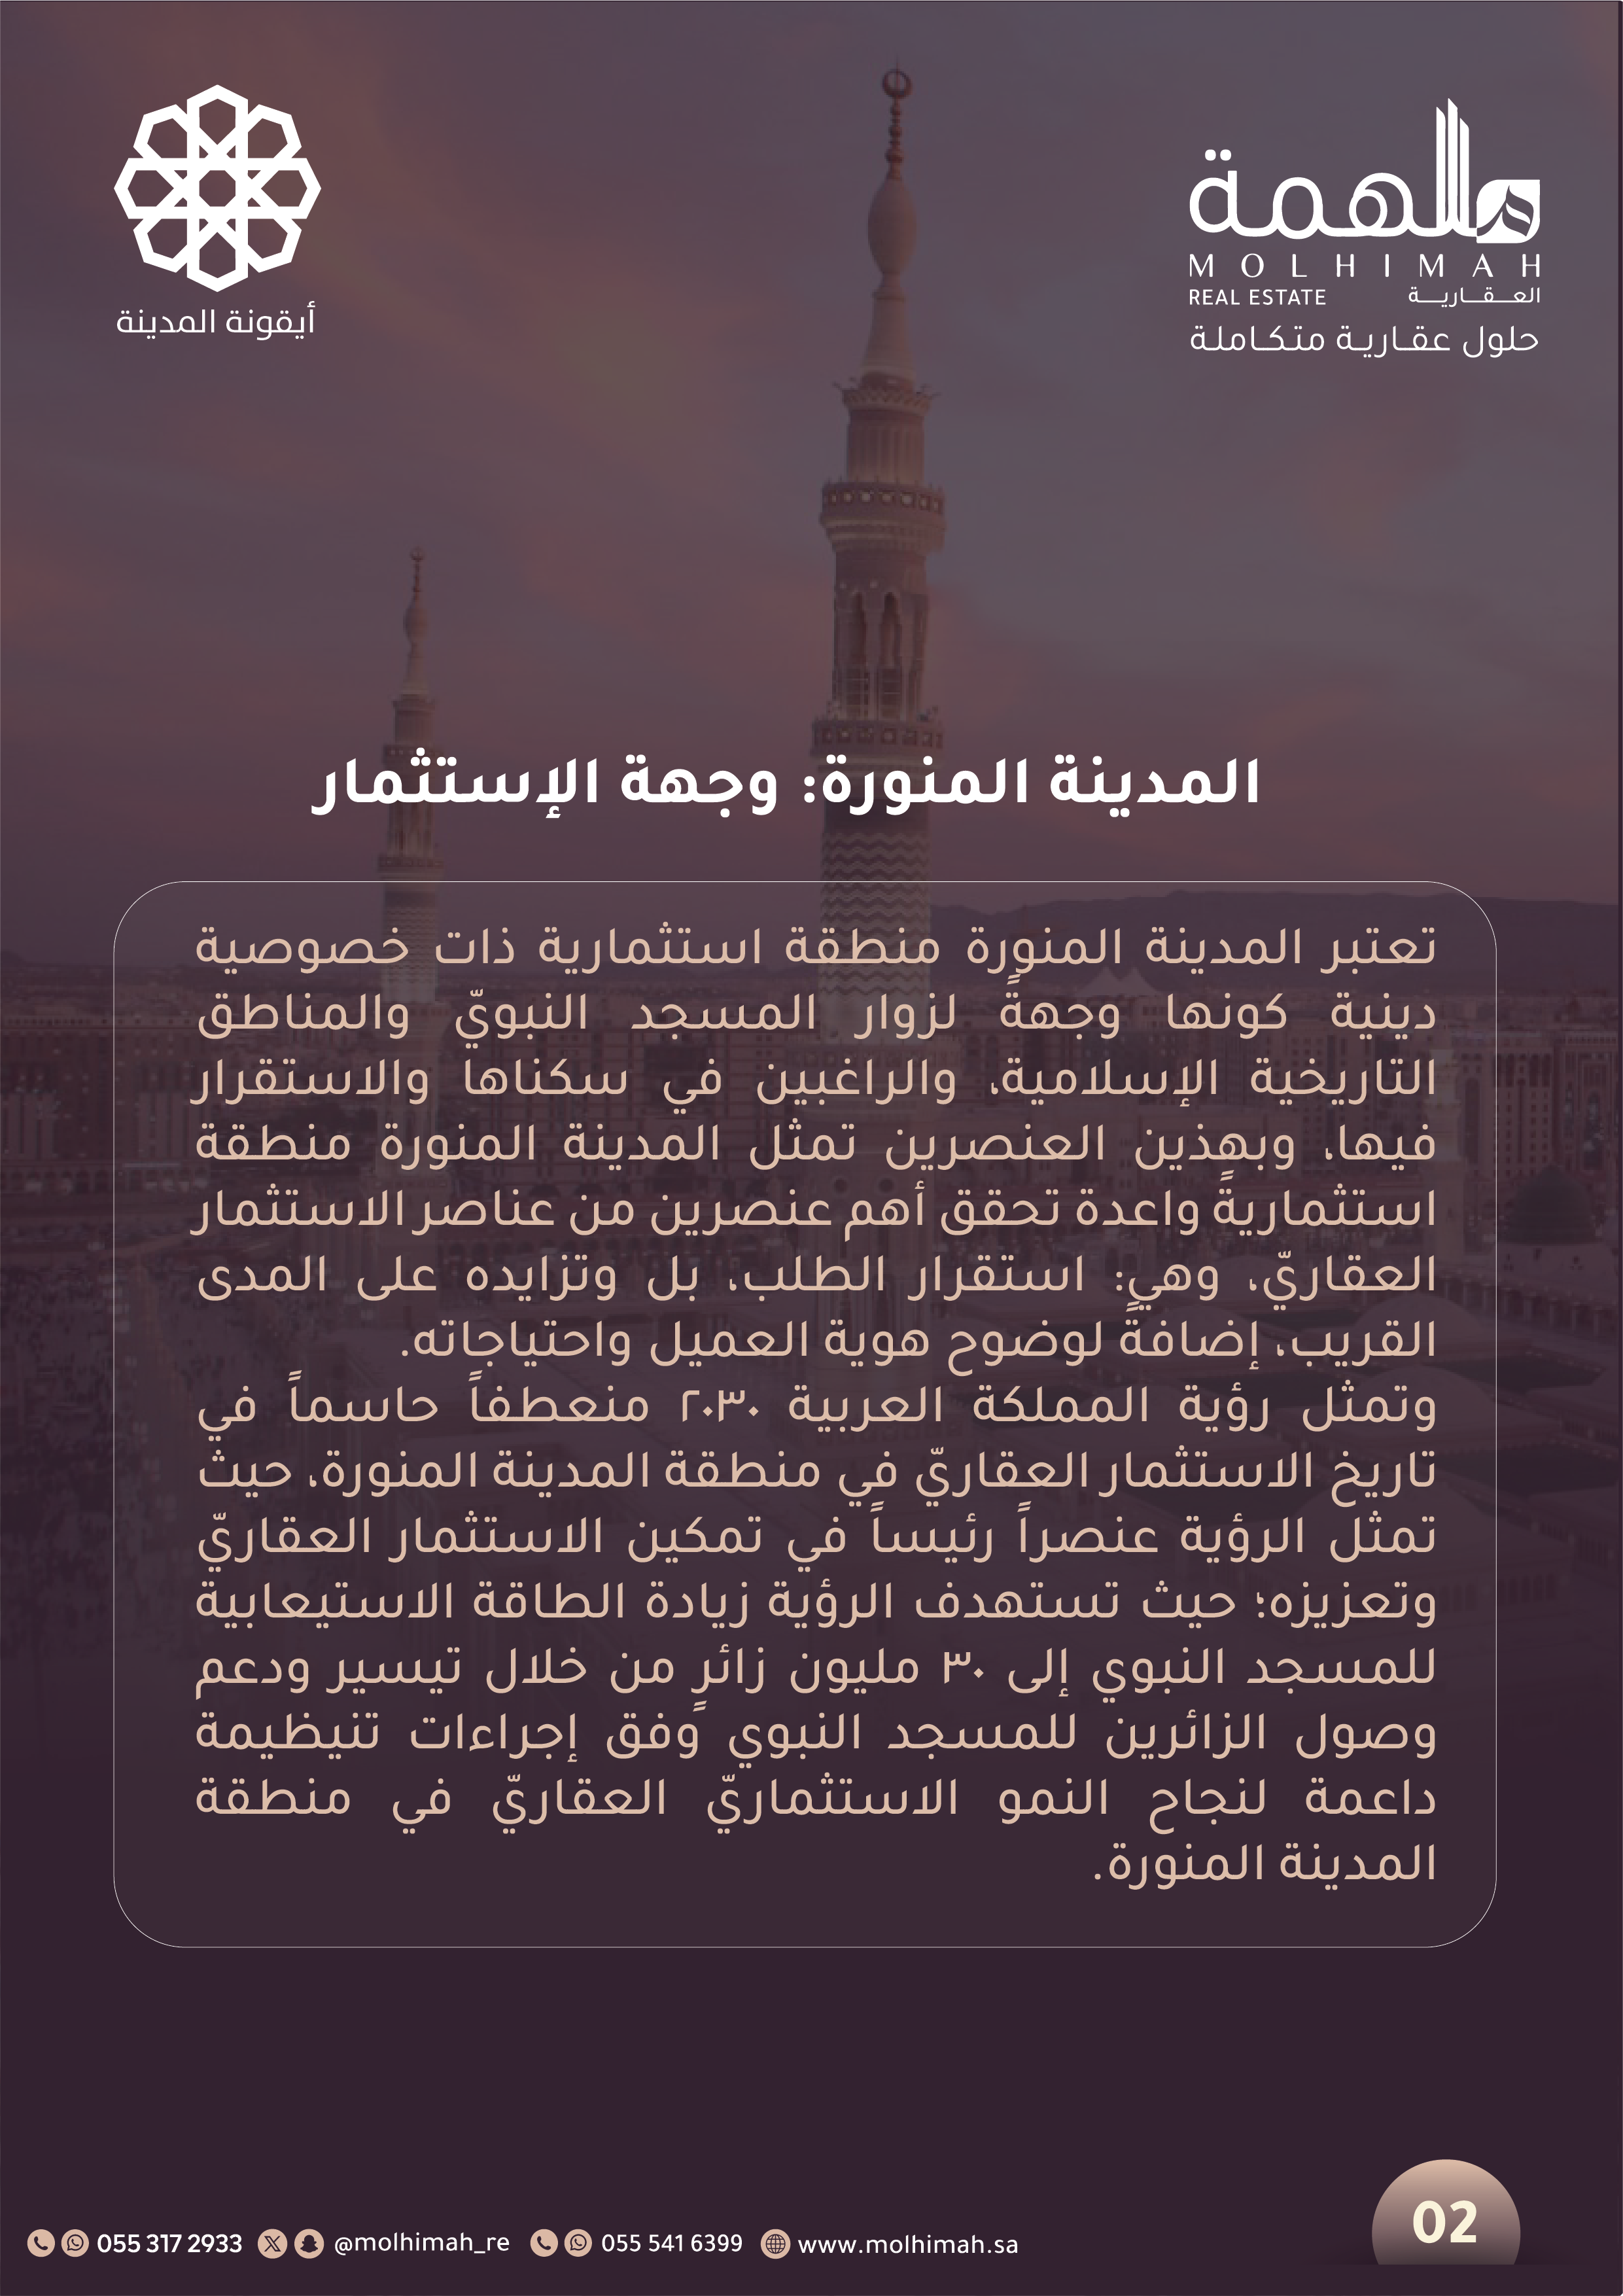 ملهمة
MOLHIMAH
REAL ESTATE العـقـاريـة
حلول عقـاريـة متكـاملـة
أيقونة المدينة
المدينة المنورة: وجهة الإستثمار
تعتبر المدينة المنورة منطقة استثمارية ذات خصوصية
دينية كونها وجهةً لزوار المسجد النبويّ والمناطق
التاريخية الإسلامية، والراغبين في سكناها والاستقرار
فيها، وبهذين العنصرين تمثل المدينة المنورة منطقة
استثماريةً واعدة تحقق أهم عنصرين من عناصر الاستثمار
العقاريّ، وهي: استقرار الطلب، بل وتزايده على المدى
القريب، إضافةً لوضوح هوية العميل واحتياجاته.
وتمثل رؤية المملكة العربية ٢٠٣٠ منعطفاً حاسماً في
تاريخ الاستثمار العقاريّ في منطقة المدينة المنورة، حيث
تمثل الرؤية عنصراً رئيساً في تمكين الاستثمار العقاريّ
وتعزيزه؛ حيث تستهدف الرؤية زيادة الطاقة الاستيعابية
للمسجد النبوي إلى ٣٠ مليون زائرٍ من خلال تيسير ودعم
وصول الزائرين للمسجد النبوي وفق إجراءات تنيظيمة
داعمة لنجاح النمو الاستثماريّ العقاريّ في منطقة
المدينة المنورة.
055 317 2933 @molhimah_re 055 541 6399 www.molhimah.sa
02